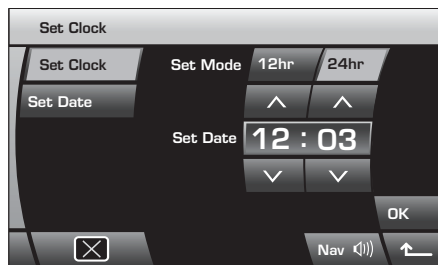 Set Clock
Set Clock
Set Mode 12hr 24hr
Set Date
Set Date 12 : 03
OK
Nav